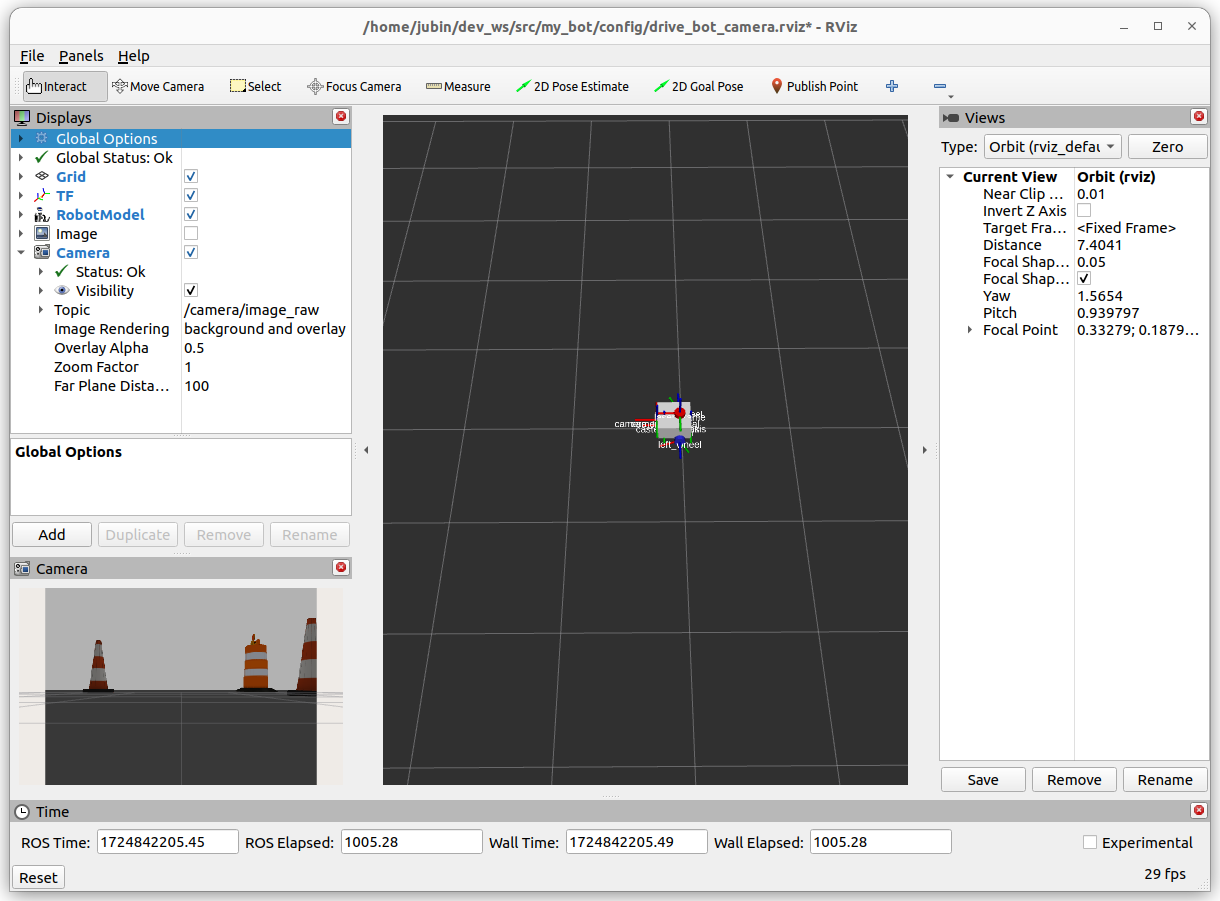 /home/jubin/dev_ws/src/my_bot/config/drive_bot_camera.rviz* - RViz
File Panels Help
Interact Move Camera Select Focus Camera Measure 2D Pose Estimate 2D Goal Pose Publish Point
Displays
Global Options
Global Status: Ok
Grid
TF
RobotModel
Image
Camera
Status: Ok
Visibility
Topic /camera/image_raw
Image Rendering background and overlay
Overlay Alpha 0.5
Zoom Factor 1
Far Plane Dista... 100
Global Options
Add Duplicate Remove Rename
Camera
left_wheel
Views
Type: Orbit (rviz_defau Zero
Current View Orbit (rviz)
Near Clip ... 0.01
Invert Z Axis
Target Fra... <Fixed Frame>
Distance 7.4041
Focal Shap... 0.05
Focal Shap...
Yaw 1.5654
Pitch 0.939797
Focal Point 0.33279; 0.1879...
Save Remove Rename
Time
ROS Time: 1724842205.45 ROS Elapsed: 1005.28 Wall Time: 1724842205.49 Wall Elapsed: 1005.28 Experimental
Reset 29 fps